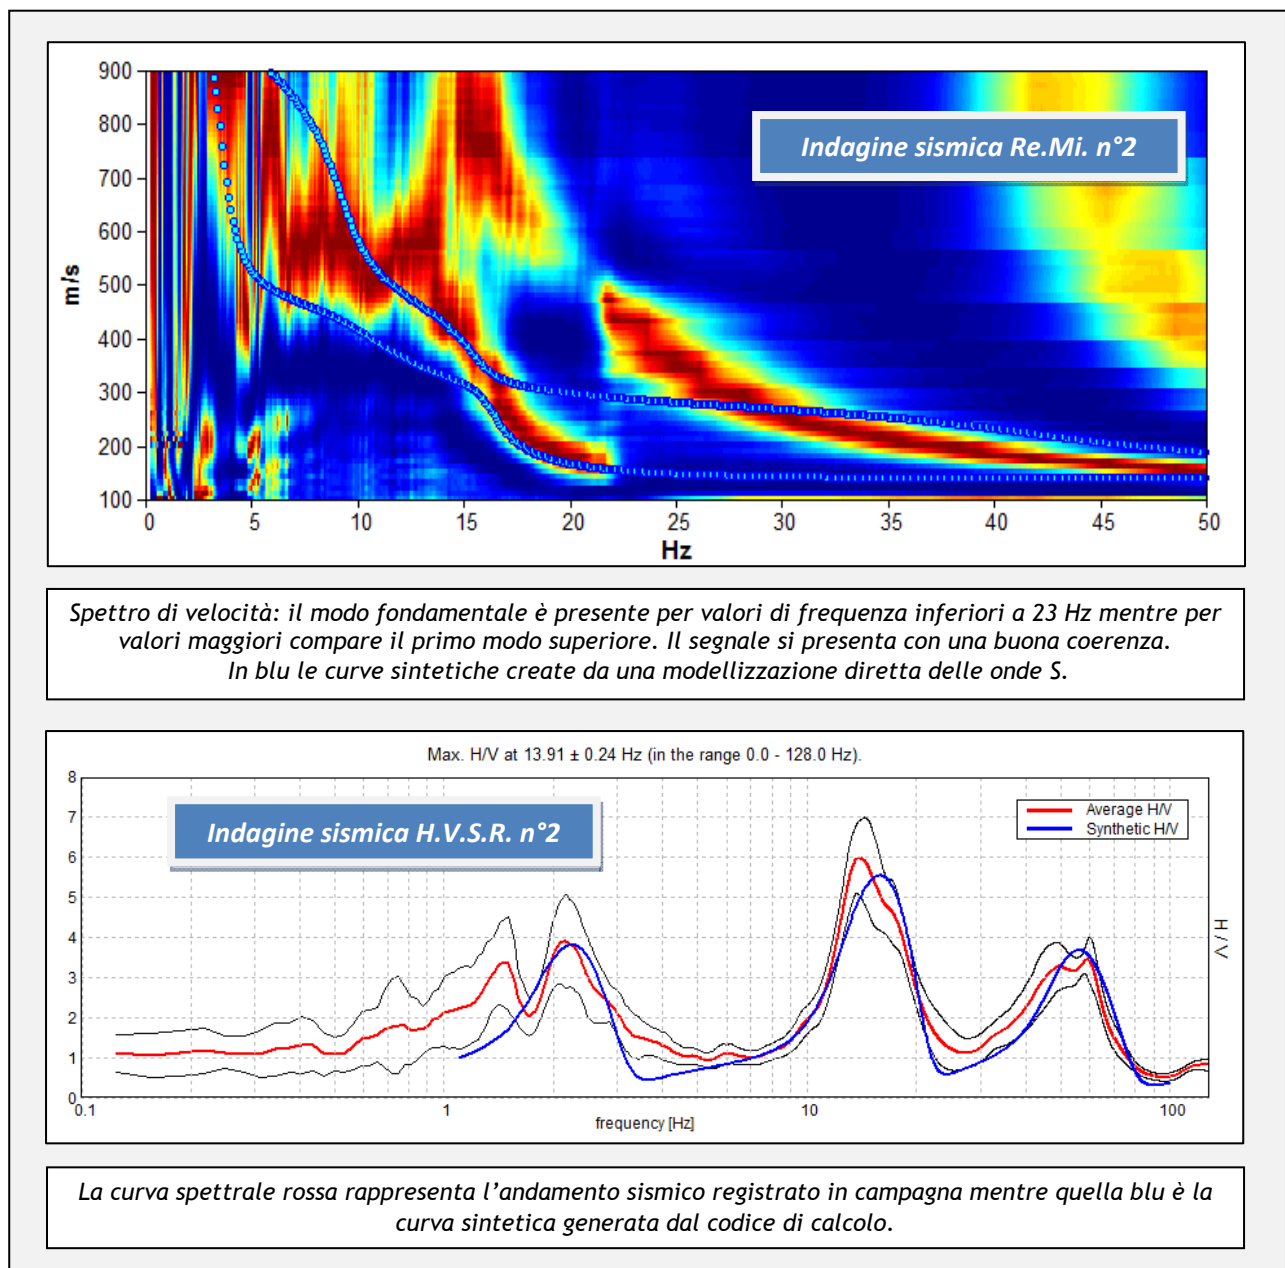 900
800
700
600
500
400
300
200
100
m/s
Indagine sismica Re.Mi. n°2
0 5 10 15 20 25 30 35 40 45 50
Hz
Spettro di velocità: il modo fondamentale è presente per valori di frequenza inferiori a 23 Hz mentre per
valori maggiori compare il primo modo superiore. Il segnale si presenta con una buona coerenza.
In blu le curve sintetiche create da una modellizzazione diretta delle onde S.
Max. H/V at 13.91 ± 0.24 Hz (in the range 0.0 - 128.0 Hz).
8
7
6
5
4
3
2
1
0
Indagine sismica H.V.S.R. n°2
Average H/V
Synthetic H/V
H / V
0.1 1 10 100
frequency [Hz]
La curva spettrale rossa rappresenta l’andamento sismico registrato in campagna mentre quella blu è la
curva sintetica generata dal codice di calcolo.